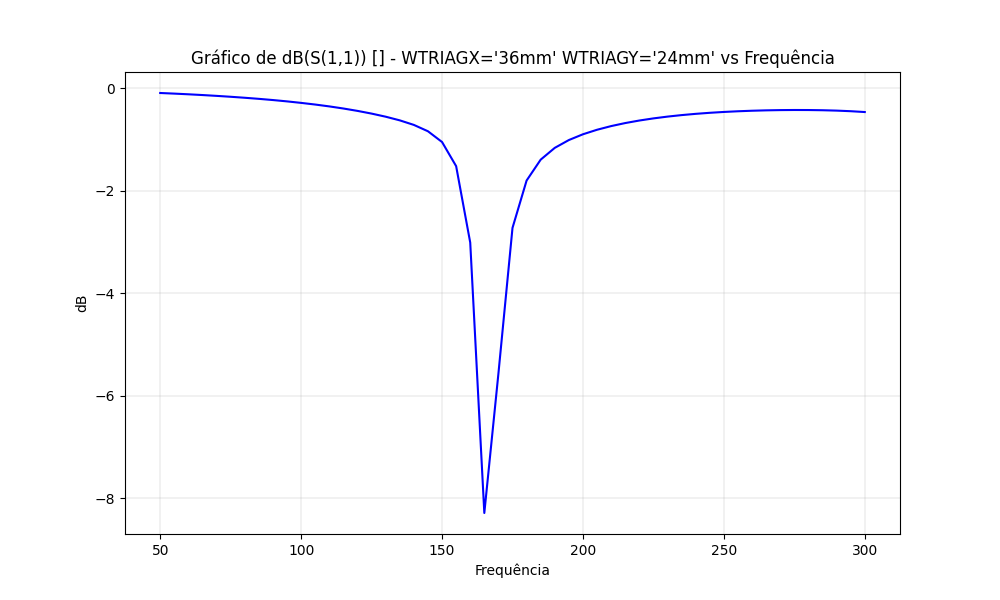 Gráfico de dB(S(1,1)) [] - WTRIAGX='36mm' WTRIAGY='24mm' vs Frequência
0
−2
−4
−6
−8
dB
50 100 150 200 250 300
Frequência